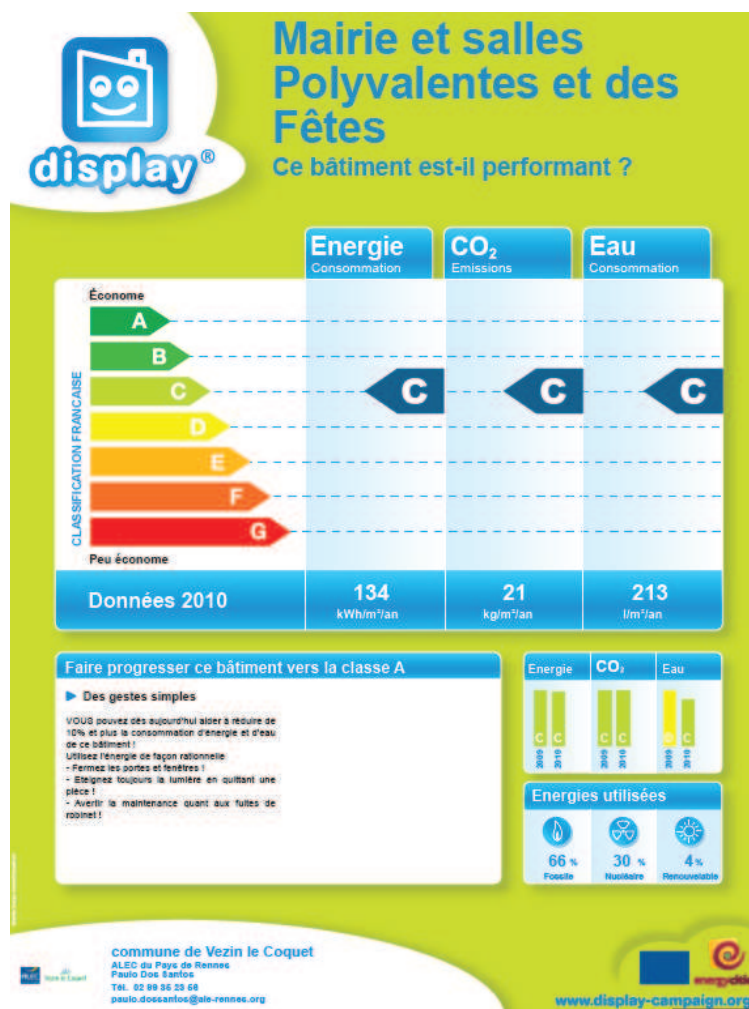 Mairie et salles
Polyvalentes et des
Fêtes
Ce bâtiment est-il performant ?
display®
Energie
Consommation
CO₂
Emissions
Eau
Consommation
CLASSIFICATION FRANCAISE
Économe
A
B
C
D
E
F
G
C
C
C
Peu économe
Données 2010
134
kWh/m²/an
21
kg/m²/an
213
l/m²/an
Faire progresser ce bâtiment vers la classe A
Des gestes simples
VOUS pouvez dès aujourd'hui aider à réduire de
10% et plus la consommation d'énergie et d'eau
de ce bâtiment !
Utilisez l'énergie de façon rationnelle
- Fermez les portes et fenêtres !
- Eteignez toujours la lumière en quittant une
pièce !
- Avertir la maintenance quant aux fuites de
robinet !
Energie
CO₂
Eau
C C
C C
D C
2009 2010
2009 2010
2009 2010
Energies utilisées
66 %
Fossile
30 %
Nucléaire
4 %
Renouvelable
ALEC
Vezin le Coquet
commune de Vezin le Coquet
ALEC du Pays de Rennes
Paulo Dos Santos
Tél. 02 99 35 23 56
paulo.dossantos@ale-rennes.org
www.display-campaign.org